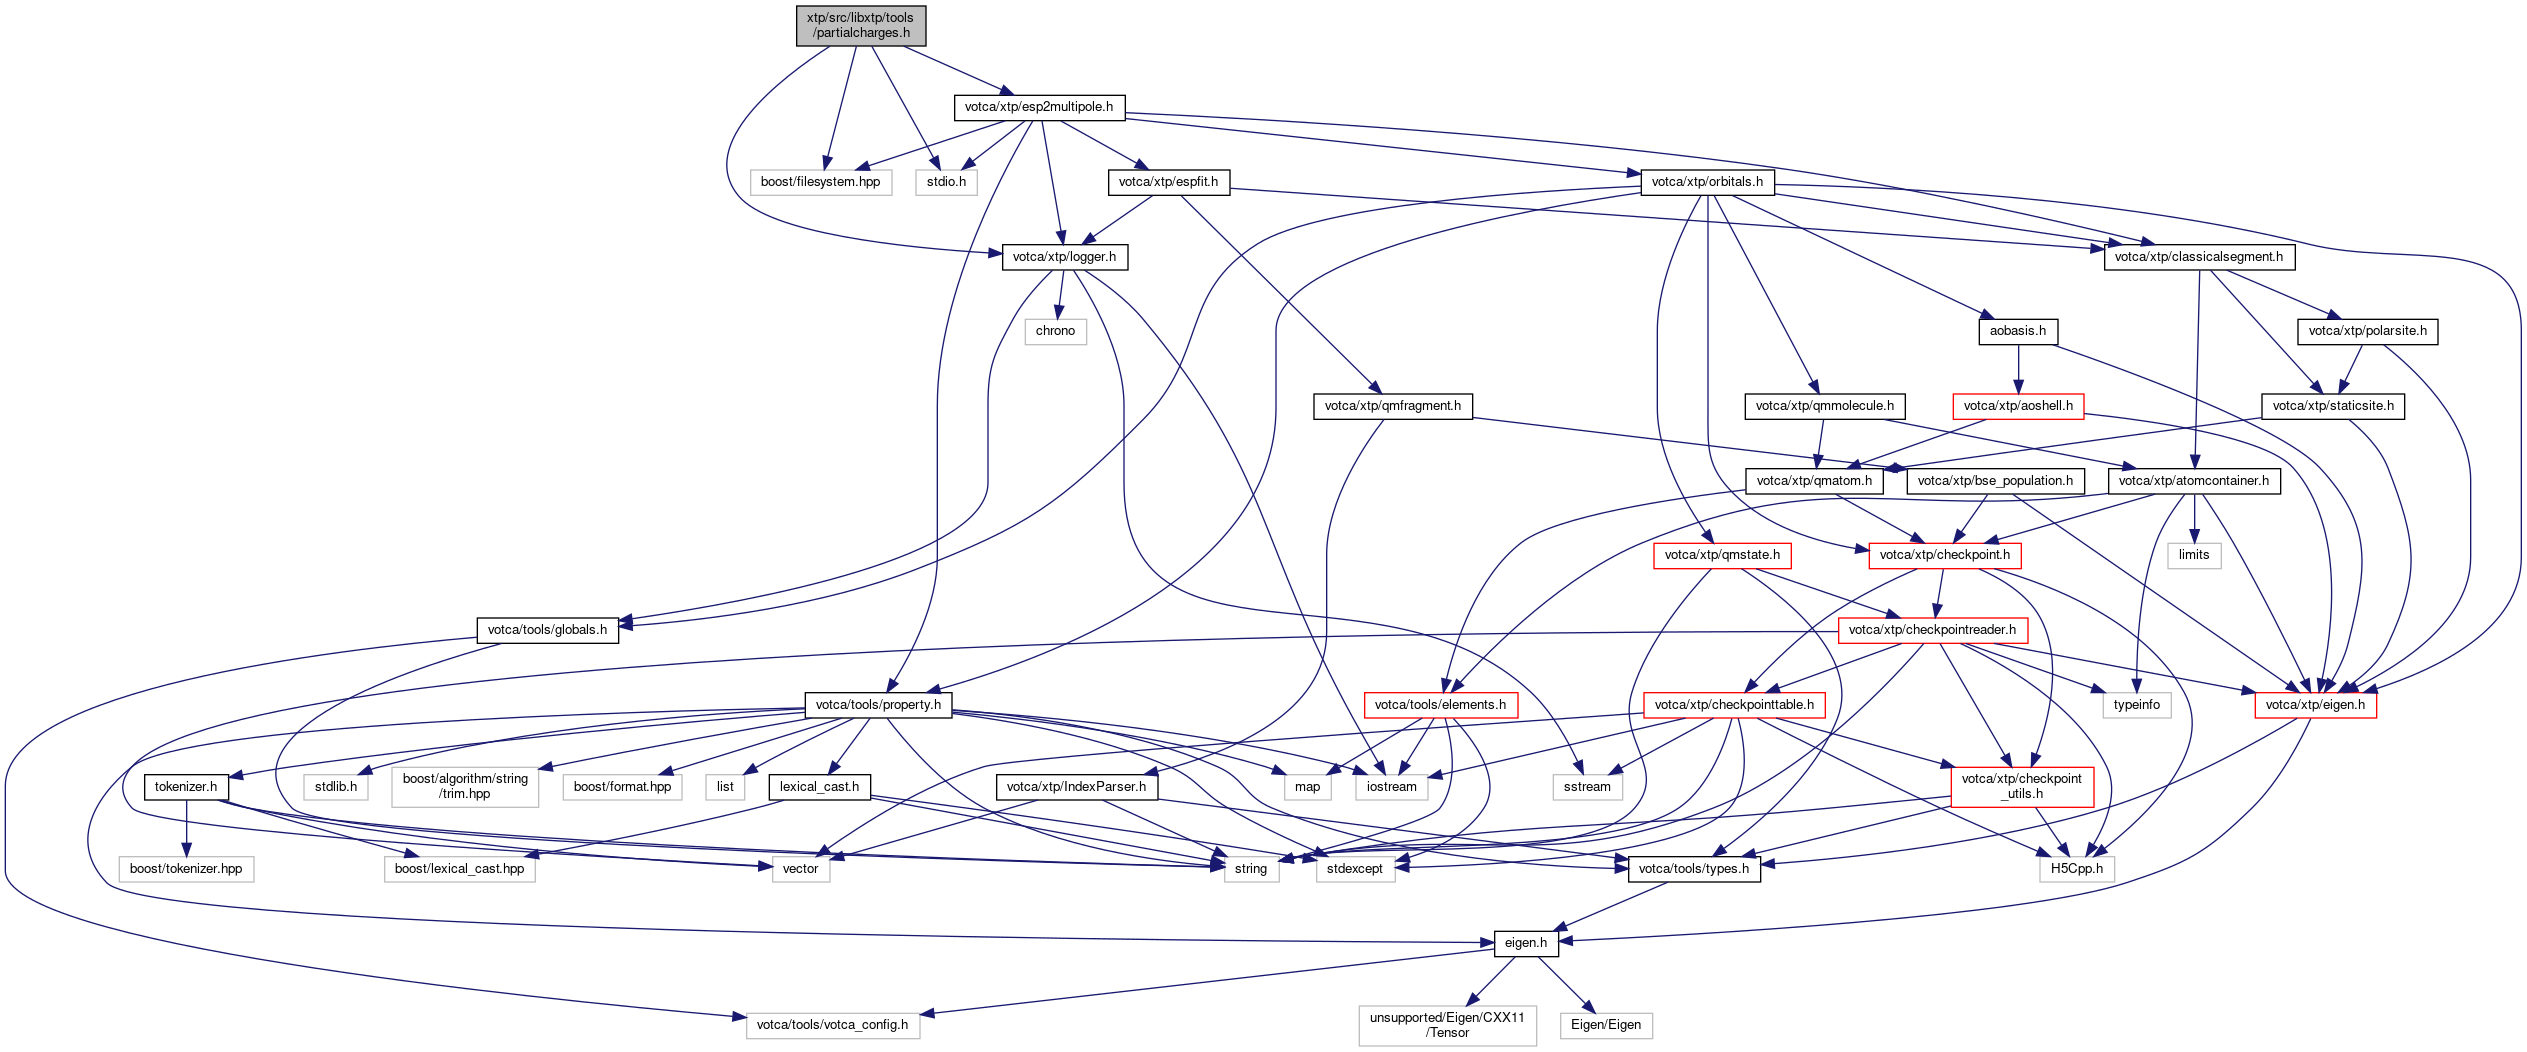 xtp/src/libxtp/tools
/partialcharges.h
votca/xtp/esp2multipole.h
boost/filesystem.hpp
stdio.h
votca/xtp/espfit.h
votca/xtp/orbitals.h
votca/xtp/logger.h
votca/xtp/classicalsegment.h
chrono
aobasis.h
votca/xtp/polarsite.h
votca/xtp/qmfragment.h
votca/xtp/qmmolecule.h
votca/xtp/aoshell.h
votca/xtp/staticsite.h
votca/xtp/qmatom.h
votca/xtp/bse_population.h
votca/xtp/atomcontainer.h
votca/xtp/qmstate.h
votca/xtp/checkpoint.h
limits
votca/tools/globals.h
votca/xtp/checkpointreader.h
votca/tools/property.h
votca/tools/elements.h
votca/xtp/checkpointtable.h
typeinfo
votca/xtp/eigen.h
tokenizer.h
stdlib.h
boost/algorithm/string
/trim.hpp
boost/format.hpp
list
lexical_cast.h
votca/xtp/IndexParser.h
map
iostream
sstream
votca/xtp/checkpoint
_utils.h
boost/tokenizer.hpp
boost/lexical_cast.hpp
vector
string
stdexcept
votca/tools/types.h
H5Cpp.h
eigen.h
votca/tools/votca_config.h
unsupported/Eigen/CXX11
/Tensor
Eigen/Eigen